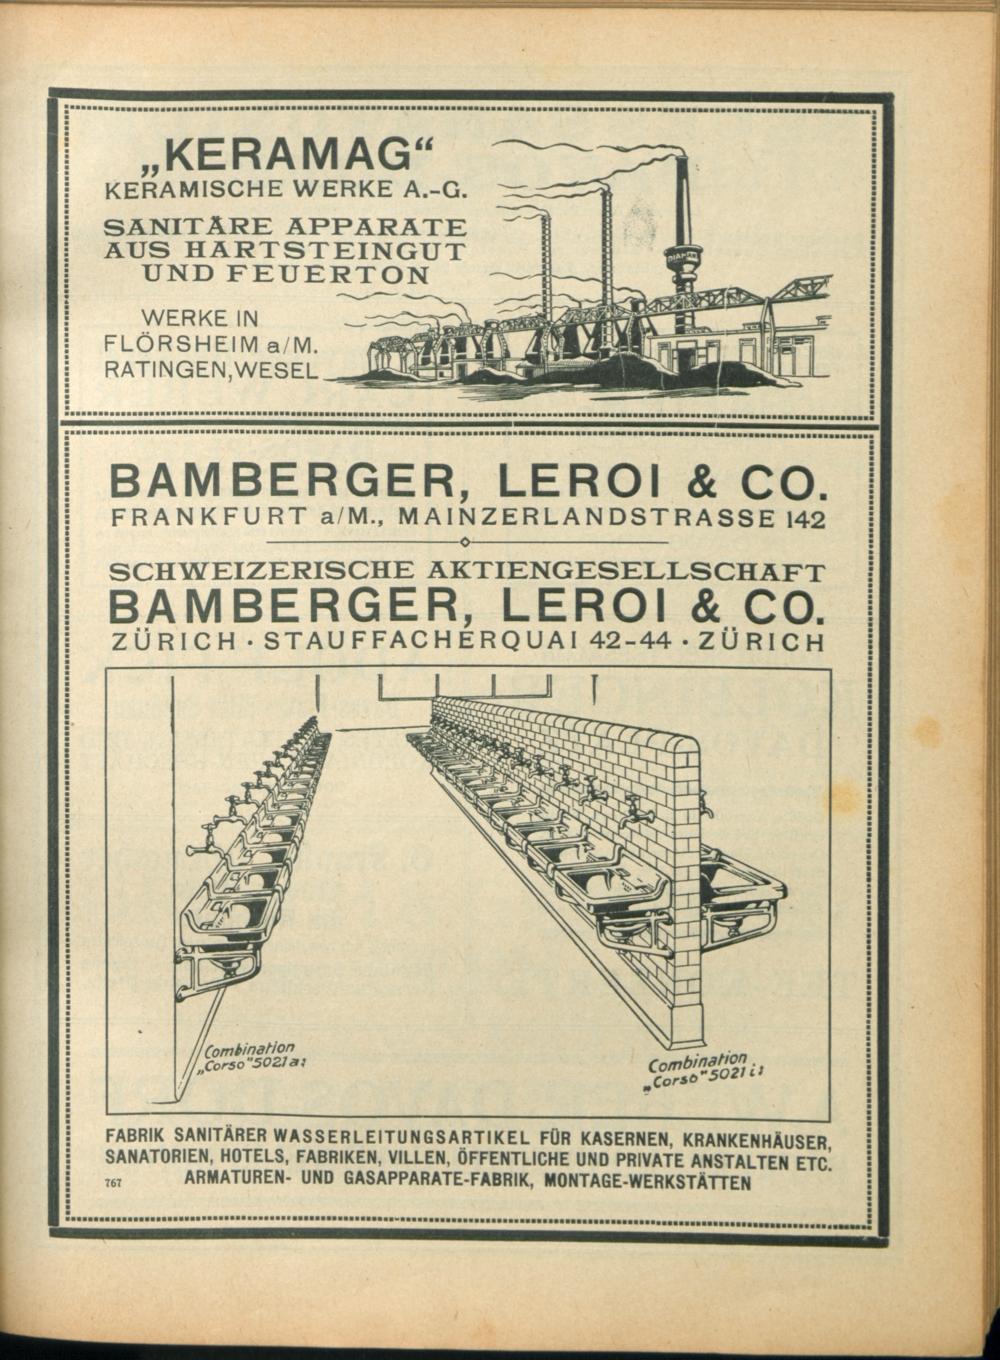 „KERAMAG“
KERAMISCHE WERKE A.-G.
SANITÄRE APPARATE
AUS HARTSTEINGUT
UND FEUERTON
WERKE IN
FLÖRSHEIM a/M.
RATINGEN, WESEL
BAMBERGER, LEROI & CO.
FRANKFURT a/M., MAINZERLANDSTRASSE 142
SCHWEIZERISCHE AKTIENGESELLSCHAFT
BAMBERGER, LEROI & CO.
ZÜRICH · STAUFFACHERQUAI 42-44 · ZÜRICH
Combination
„Corso“ 5021 a:
Combination
„Corso“ 5021 i:
FABRIK SANITÄRER WASSERLEITUNGSARTIKEL FÜR KASERNEN, KRANKENHÄUSER,
SANATORIEN, HOTELS, FABRIKEN, VILLEN, ÖFFENTLICHE UND PRIVATE ANSTALTEN ETC.
767 ARMATUREN- UND GASAPPARATE-FABRIK, MONTAGE-WERKSTÄTTEN